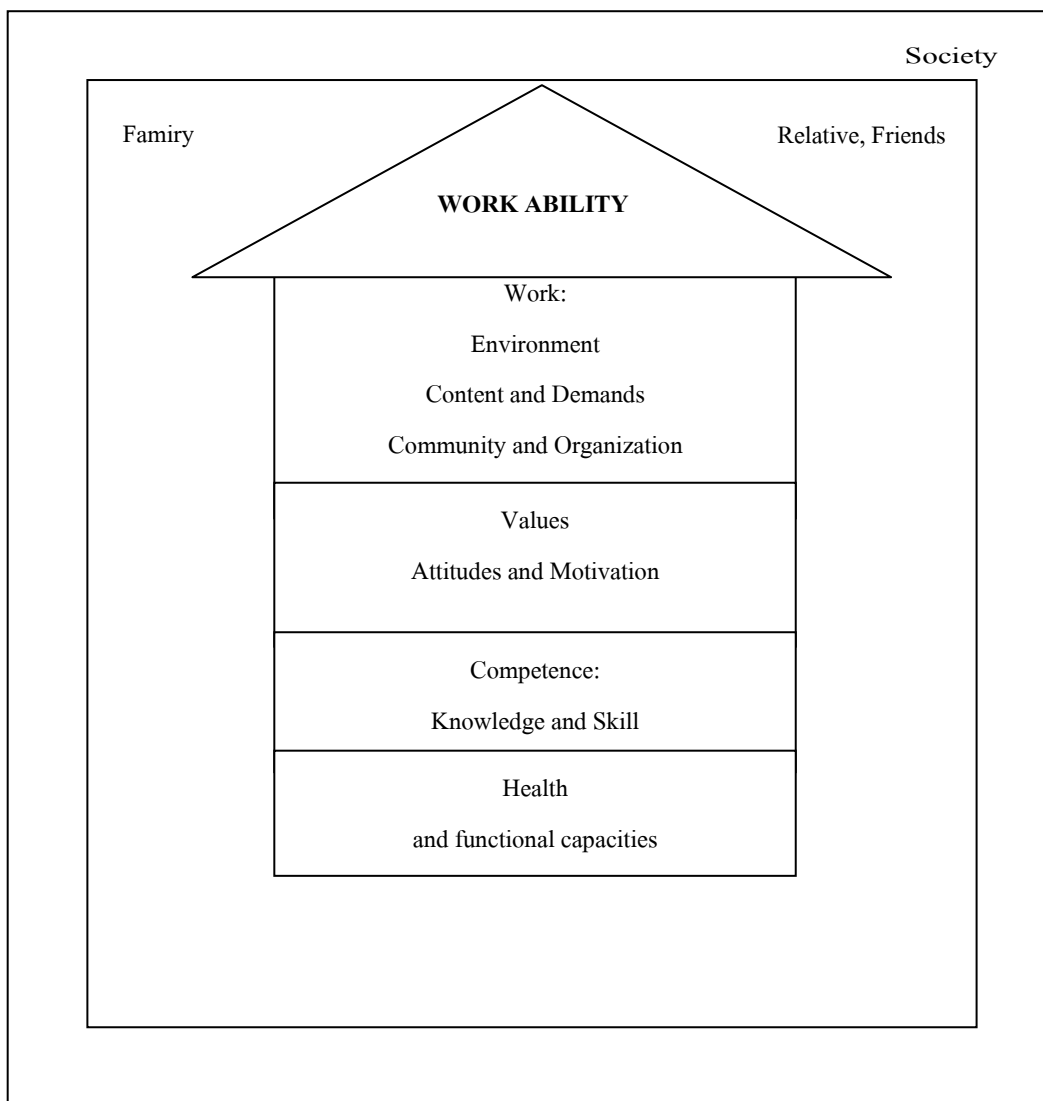 Society
Famiry
Relative, Friends
WORK ABILITY
Work:
Environment
Content and Demands
Community and Organization
Values
Attitudes and Motivation
Competence:
Knowledge and Skill
Health
and functional capacities